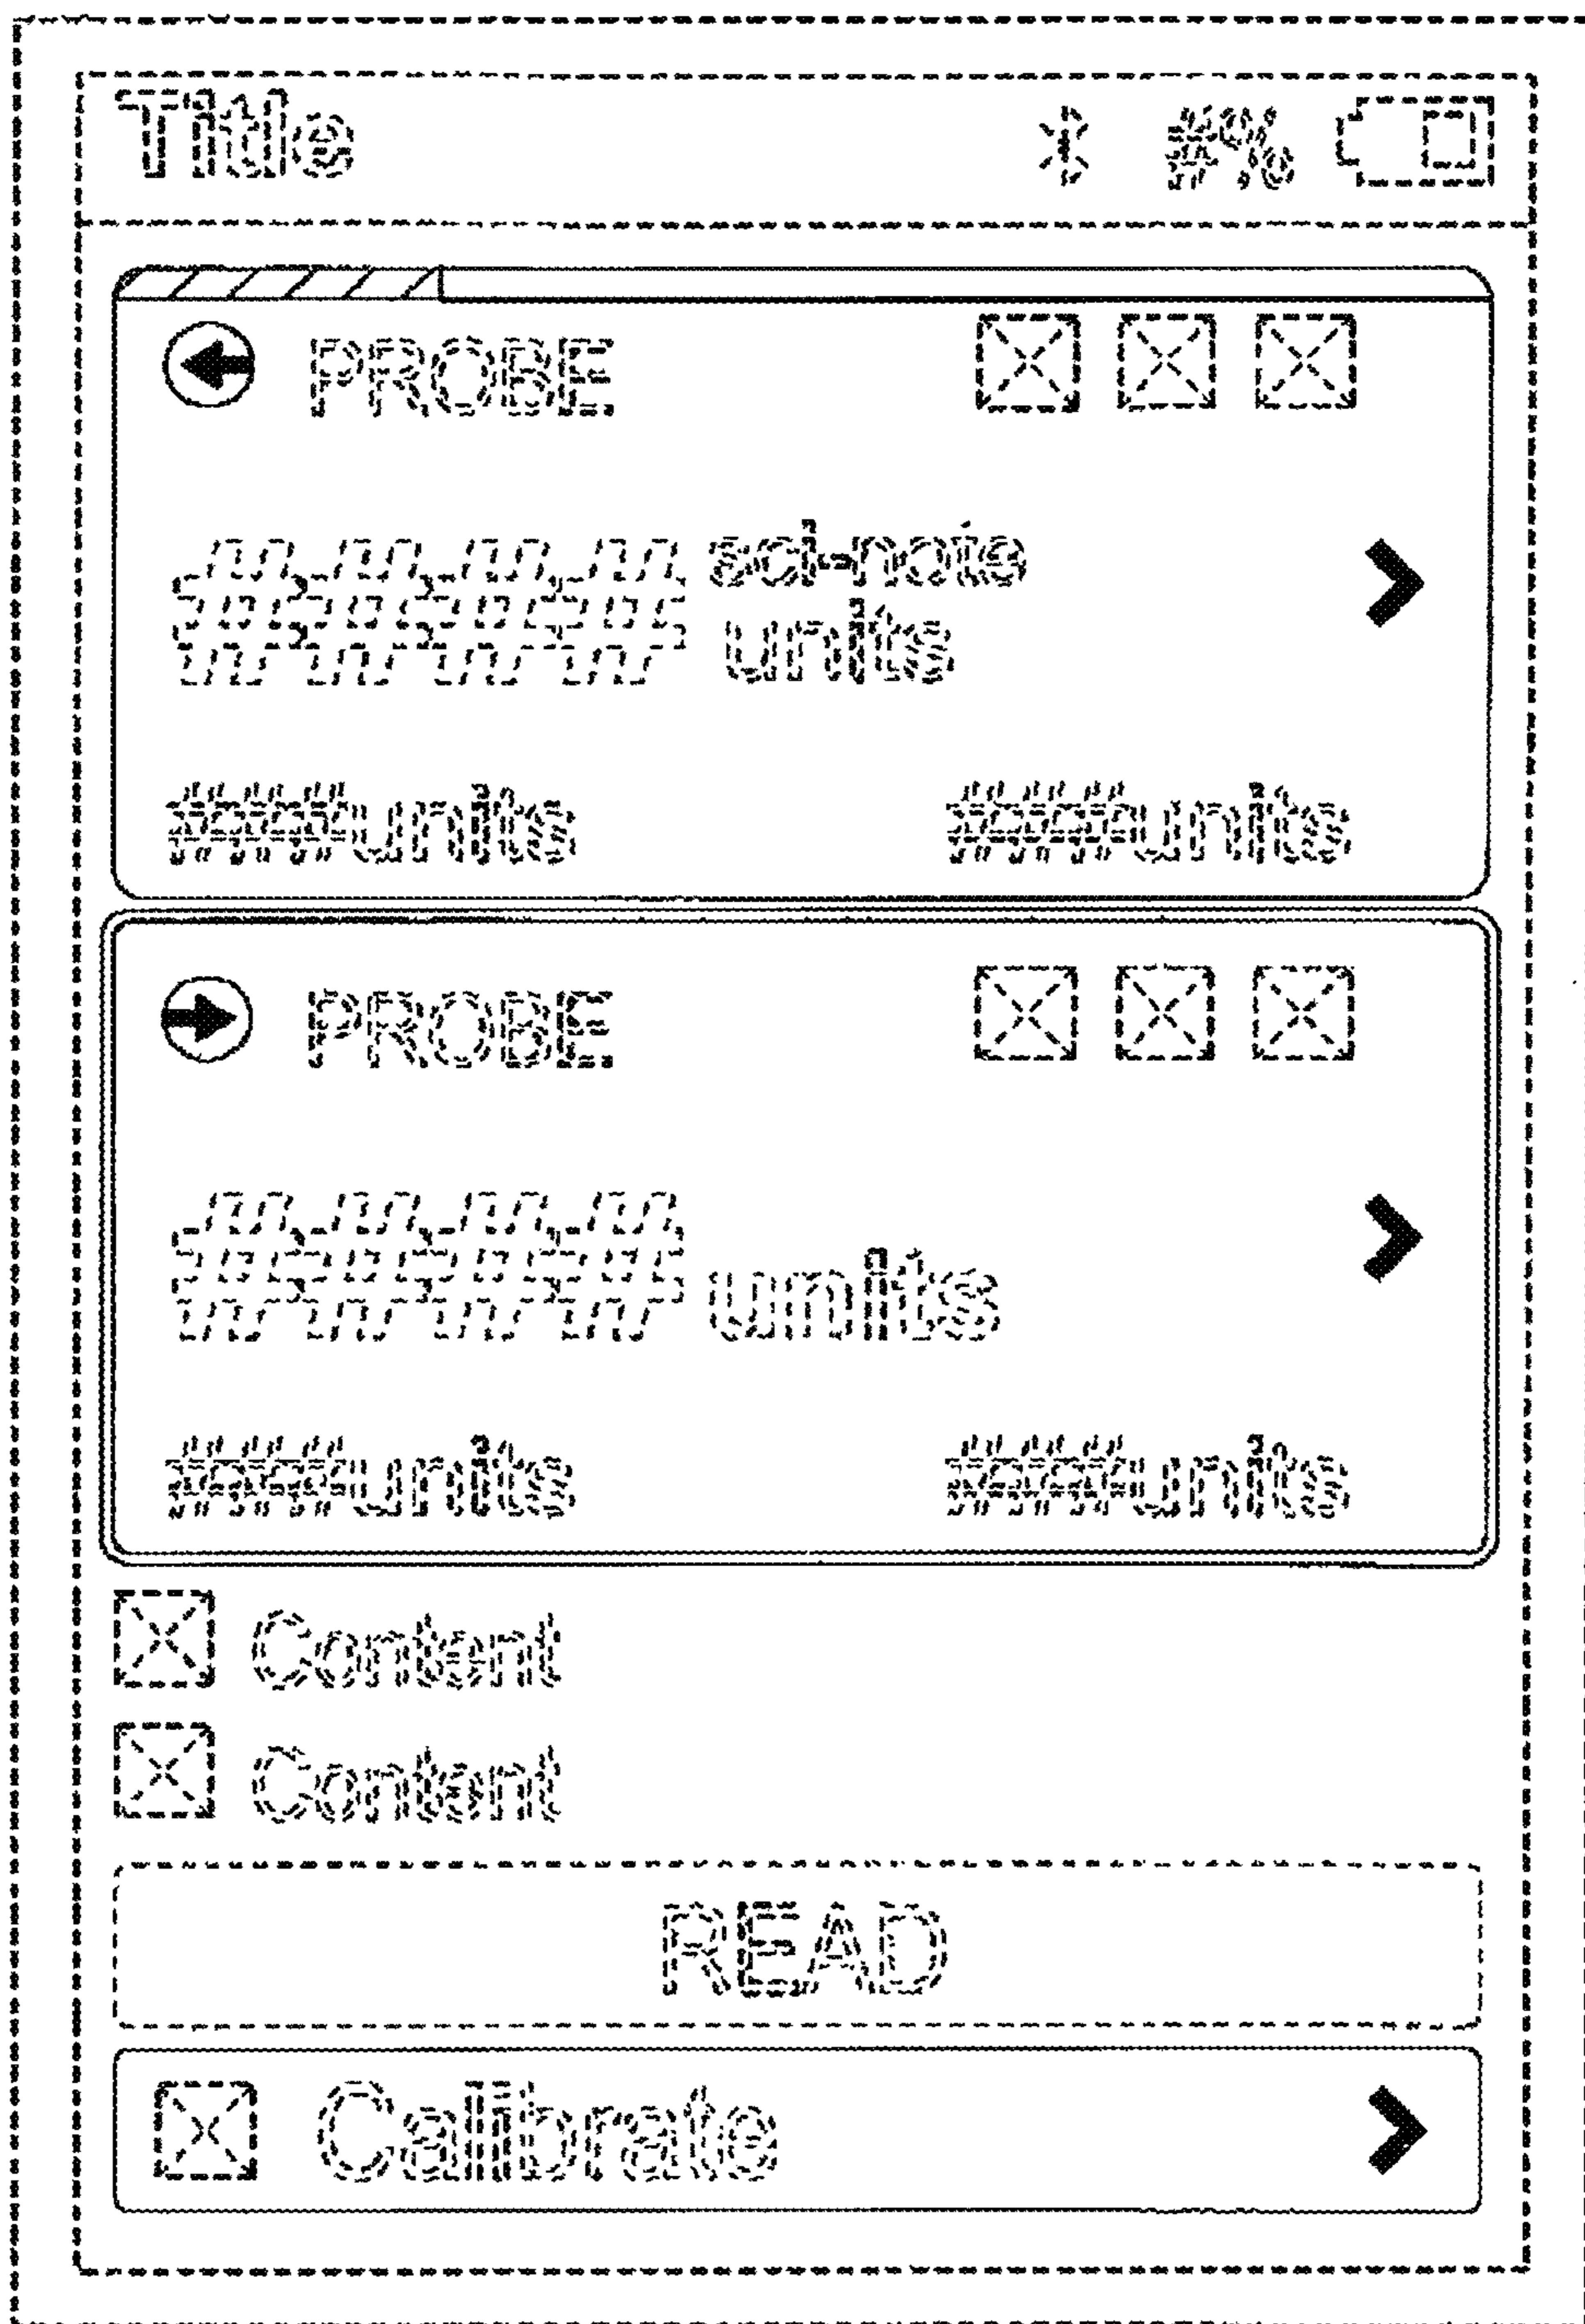 Title #%
PROBE
#### sci-note
units
####units ####units
PROBE
#### units
####units ####units
Content
Content
READ
Calibrate